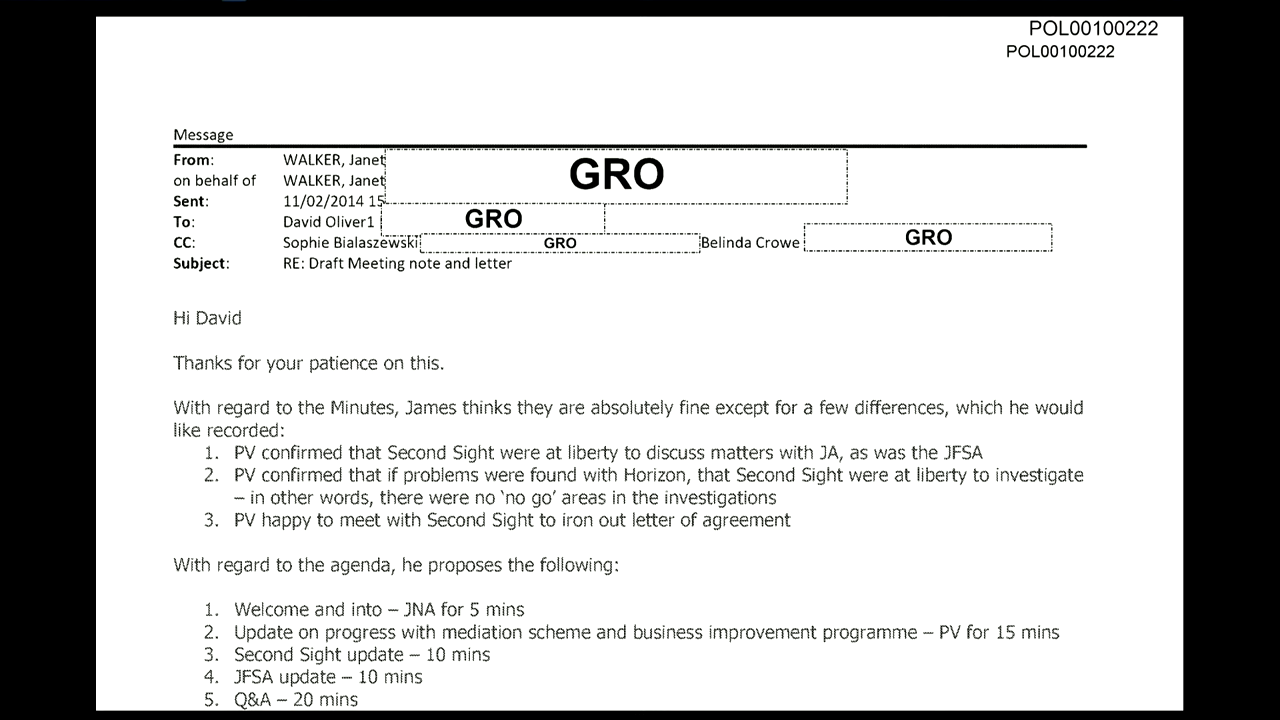 POL00100222
POL00100222
Message
From: WALKER, Janet GRO
on behalf of WALKER, Janet
Sent: 11/02/2014 15
To: David Oliver1 GRO
CC: Sophie Bialaszewski GRO Belinda Crowe GRO
Subject: RE: Draft Meeting note and letter
Hi David
Thanks for your patience on this.
With regard to the Minutes, James thinks they are absolutely fine except for a few differences, which he would
like recorded:
1. PV confirmed that Second Sight were at liberty to discuss matters with JA, as was the JFSA
2. PV confirmed that if problems were found with Horizon, that Second Sight were at liberty to investigate
– in other words, there were no 'no go' areas in the investigations
3. PV happy to meet with Second Sight to iron out letter of agreement
With regard to the agenda, he proposes the following:
1. Welcome and into – JNA for 5 mins
2. Update on progress with mediation scheme and business improvement programme – PV for 15 mins
3. Second Sight update – 10 mins
4. JFSA update – 10 mins
5. Q&A – 20 mins